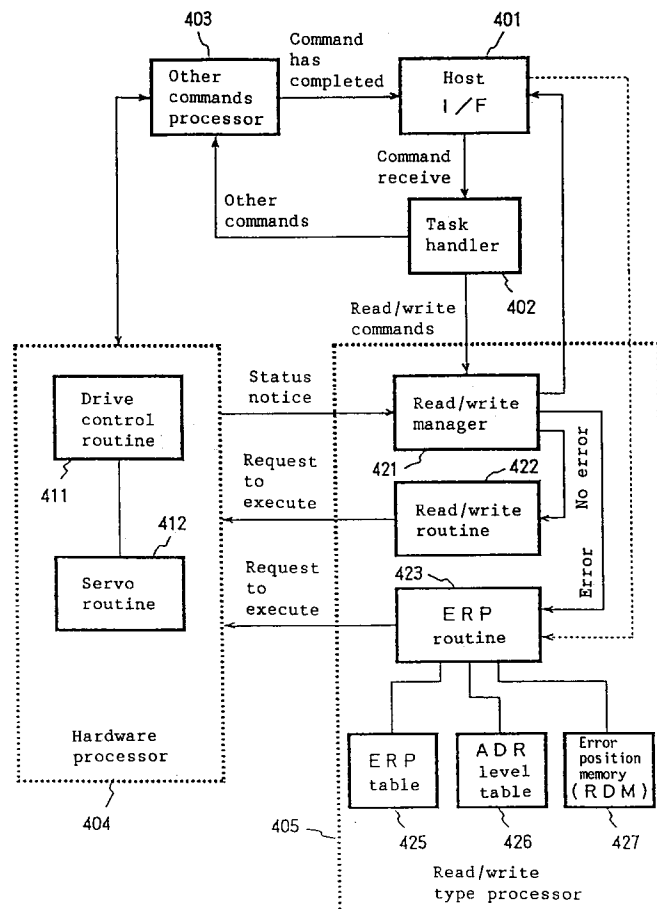 403
401
Command
has
completed
Other
commands
processor
Host
I/F
Command
receive
Other
commands
Task
handler
402
Read/write
commands
Status
notice
Drive
control
routine
411
Read/write
manager
421
422
No error
Request
to
execute
Read/write
routine
412
Servo
routine
Error
423
Request
to
execute
ERP
routine
Hardware
processor
404
ERP
table
ADR
level
table
Error
position
memory
(RDM)
405
425
426
427
Read/write
type processor